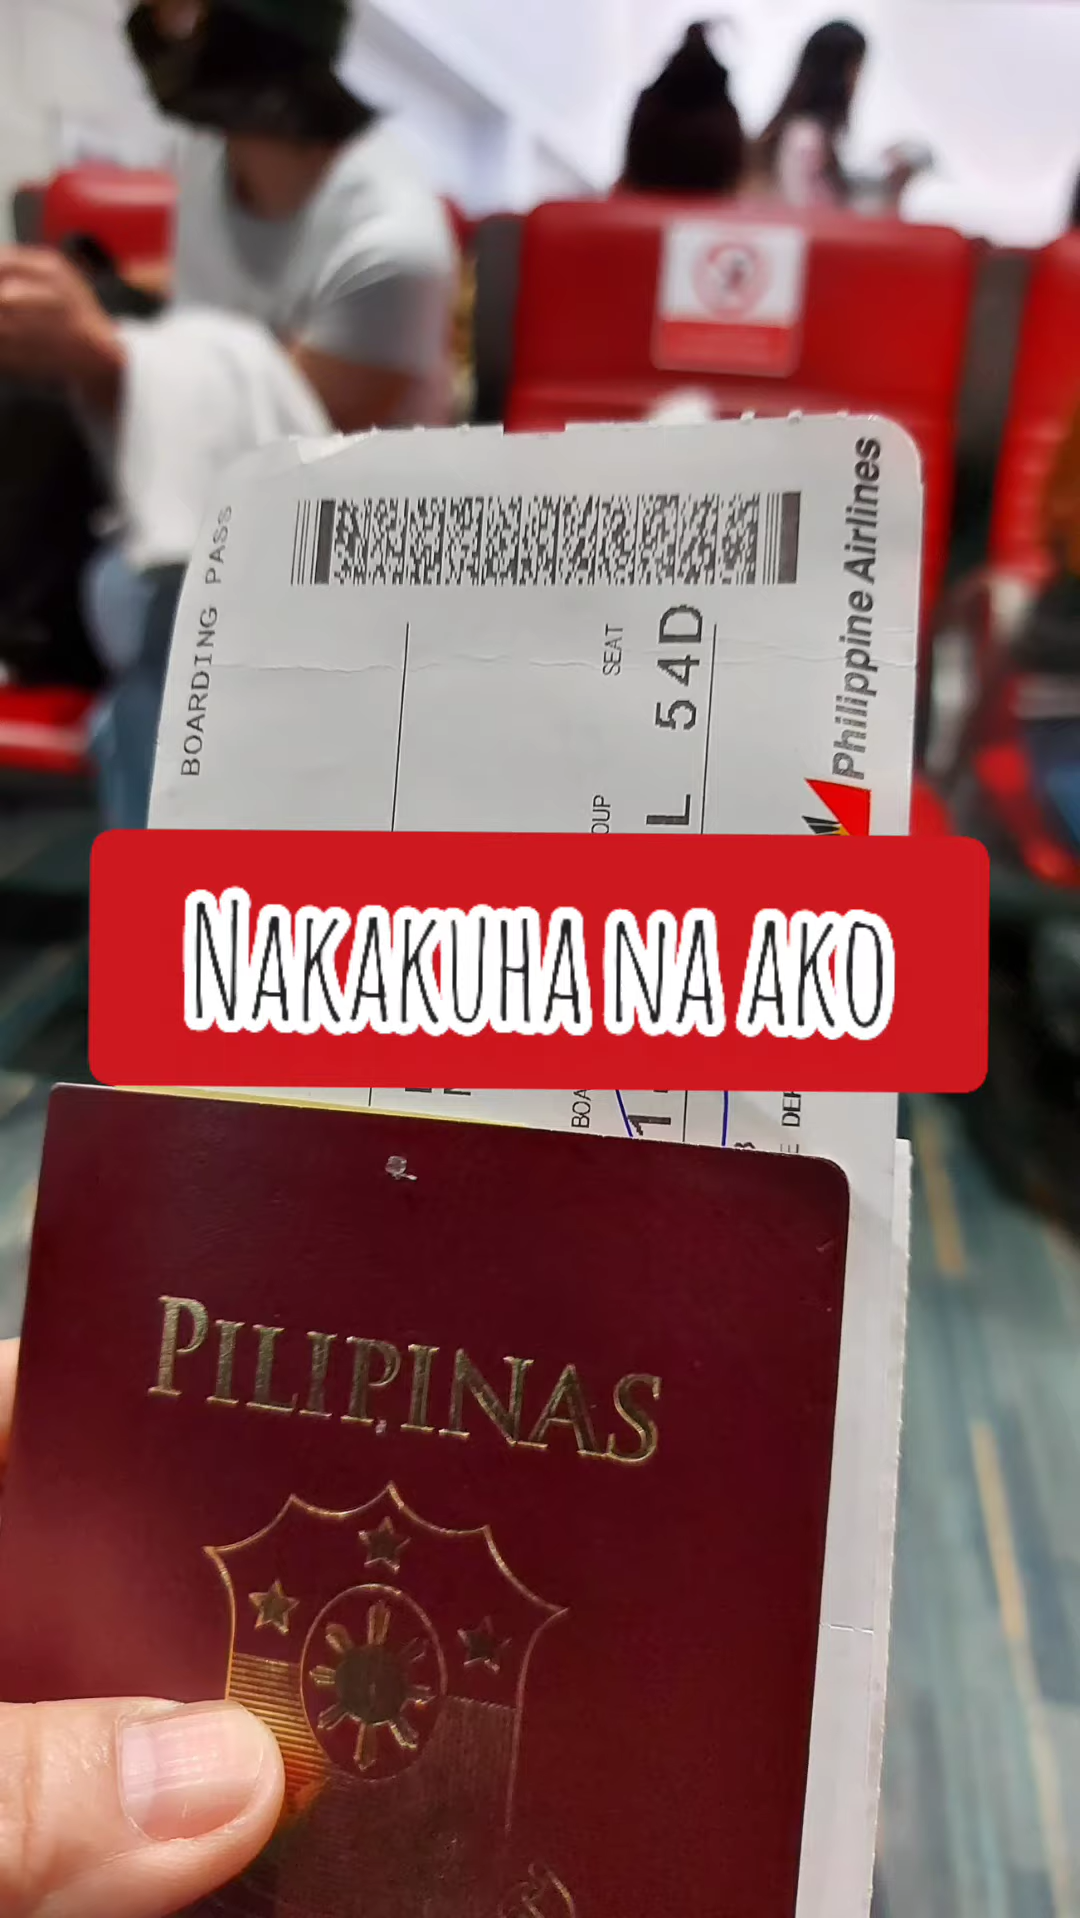 BOARDING PASS
SEAT
L 54D
Philippine Airlines
NAKAKUHA NA AKO
PILIPINAS